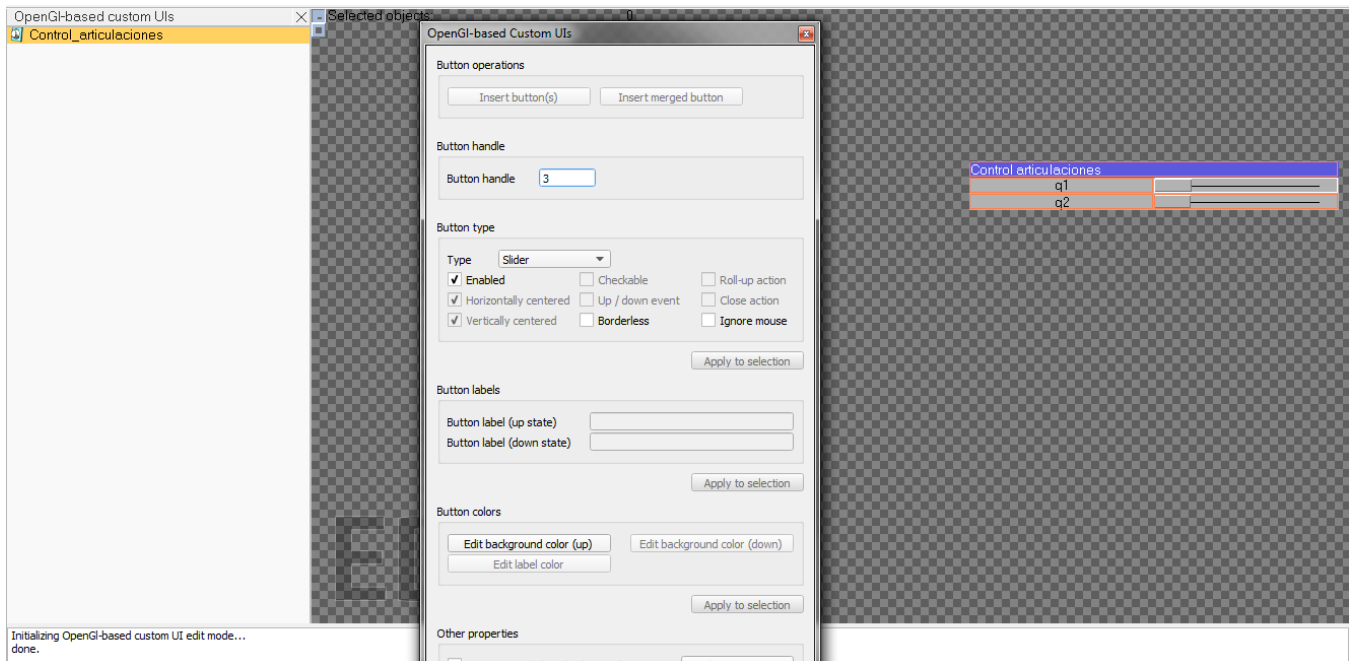 OpenGl-based custom UIs
Control_articulaciones
Selected objects: 0
OpenGl-based Custom UIs
Button operations
Insert button(s) Insert merged button
Button handle
Button handle 3
Button type
Type Slider
Enabled Checkable Roll-up action
Horizontally centered Up / down event Close action
Vertically centered Borderless Ignore mouse
Apply to selection
Button labels
Button label (up state)
Button label (down state)
Apply to selection
Button colors
Edit background color (up) Edit background color (down)
Edit label color
Apply to selection
Other properties
Control articulaciones
q1
q2
Initializing OpenGl-based custom UI edit mode...
done.